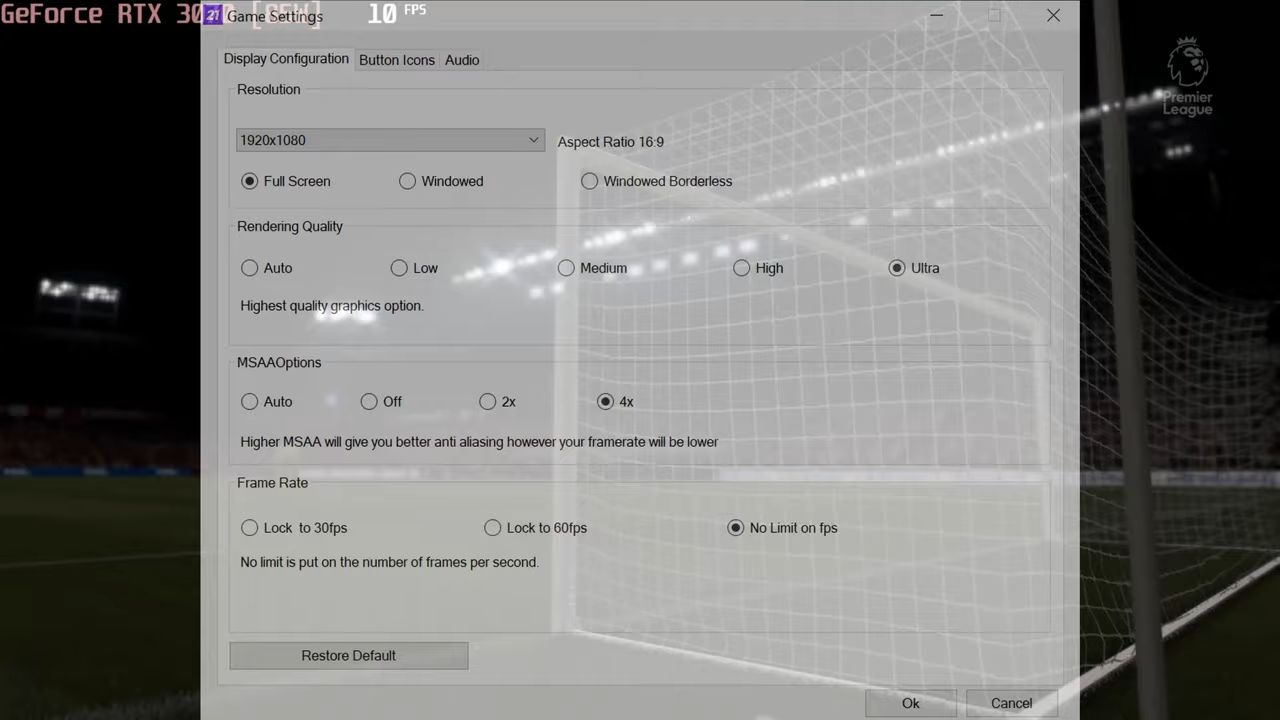 GeForce RTX 30
10 FPS
21 Game Settings
Premier
League
Display Configuration Button Icons Audio
Resolution
1920x1080 Aspect Ratio 16:9
Full Screen Windowed Windowed Borderless
Rendering Quality
Auto Low Medium High Ultra
Highest quality graphics option.
MSAAOptions
Auto Off 2x 4x
Higher MSAA will give you better anti aliasing however your framerate will be lower
Frame Rate
Lock to 30fps Lock to 60fps No Limit on fps
No limit is put on the number of frames per second.
Restore Default
Ok Cancel